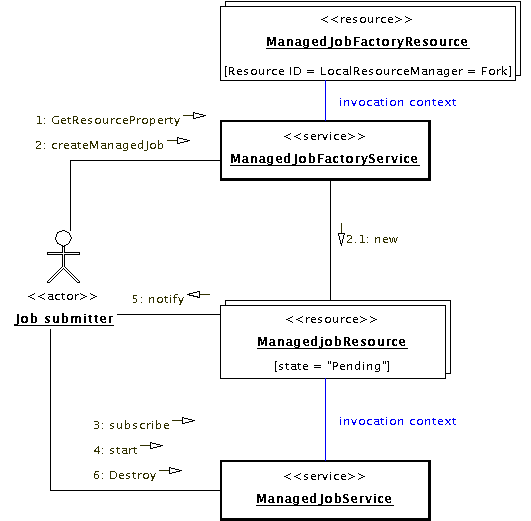 <<resource>>
ManagedJobFactoryResource
[Resource ID = LocalResourceManager = Fork]
invocation context
1: GetResourceProperty
2: createManagedJob
<<service>>
ManagedJobFactoryService
2.1: new
<<actor>>
Job submitter
5: notify
<<resource>>
ManagedJobResource
[state = "Pending"]
invocation context
3: subscribe
4: start
6: Destroy
<<service>>
ManagedJobService